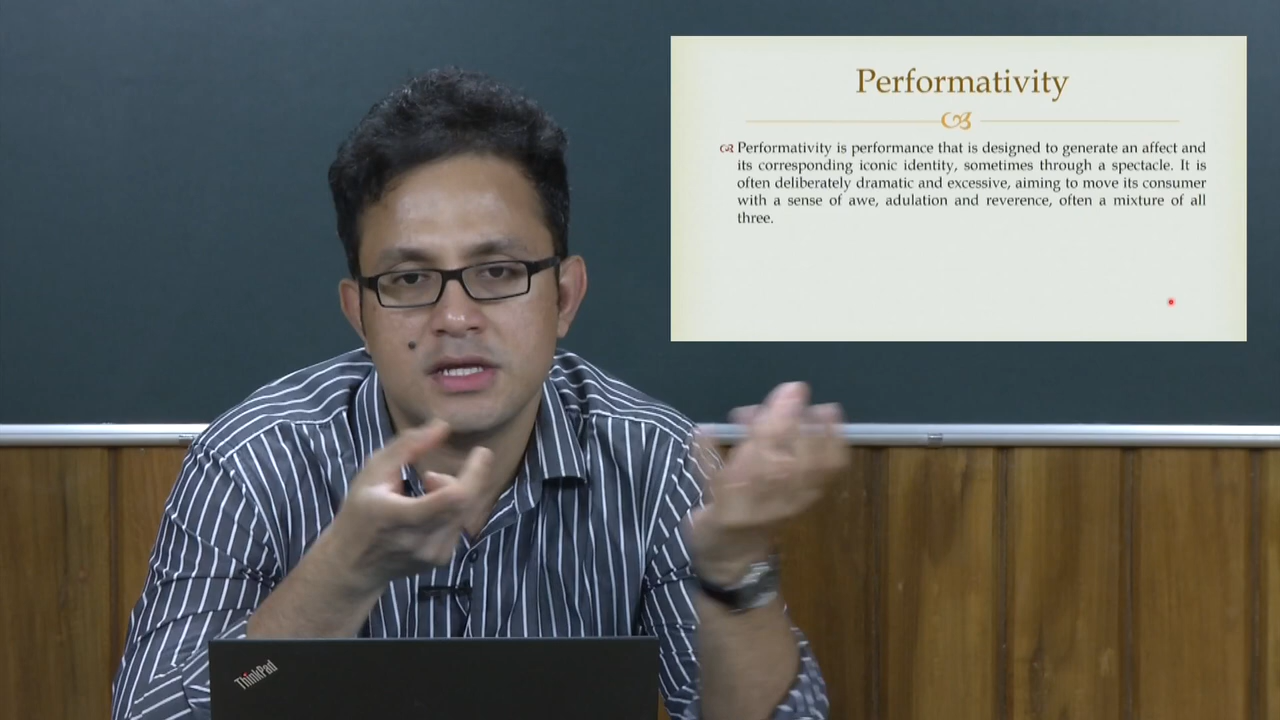 Performativity
Performativity is performance that is designed to generate an affect and
its corresponding iconic identity, sometimes through a spectacle. It is
often deliberately dramatic and excessive, aiming to move its consumer
with a sense of awe, adulation and reverence, often a mixture of all
three.
ThinkPad